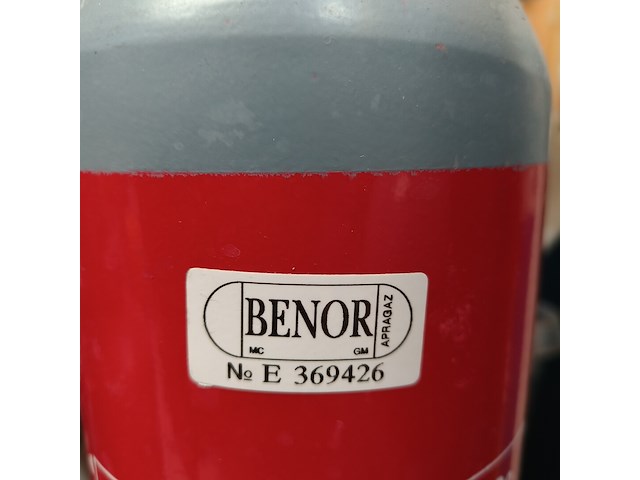 BENOR
MC GM
APRAGAZ
№ E 369426